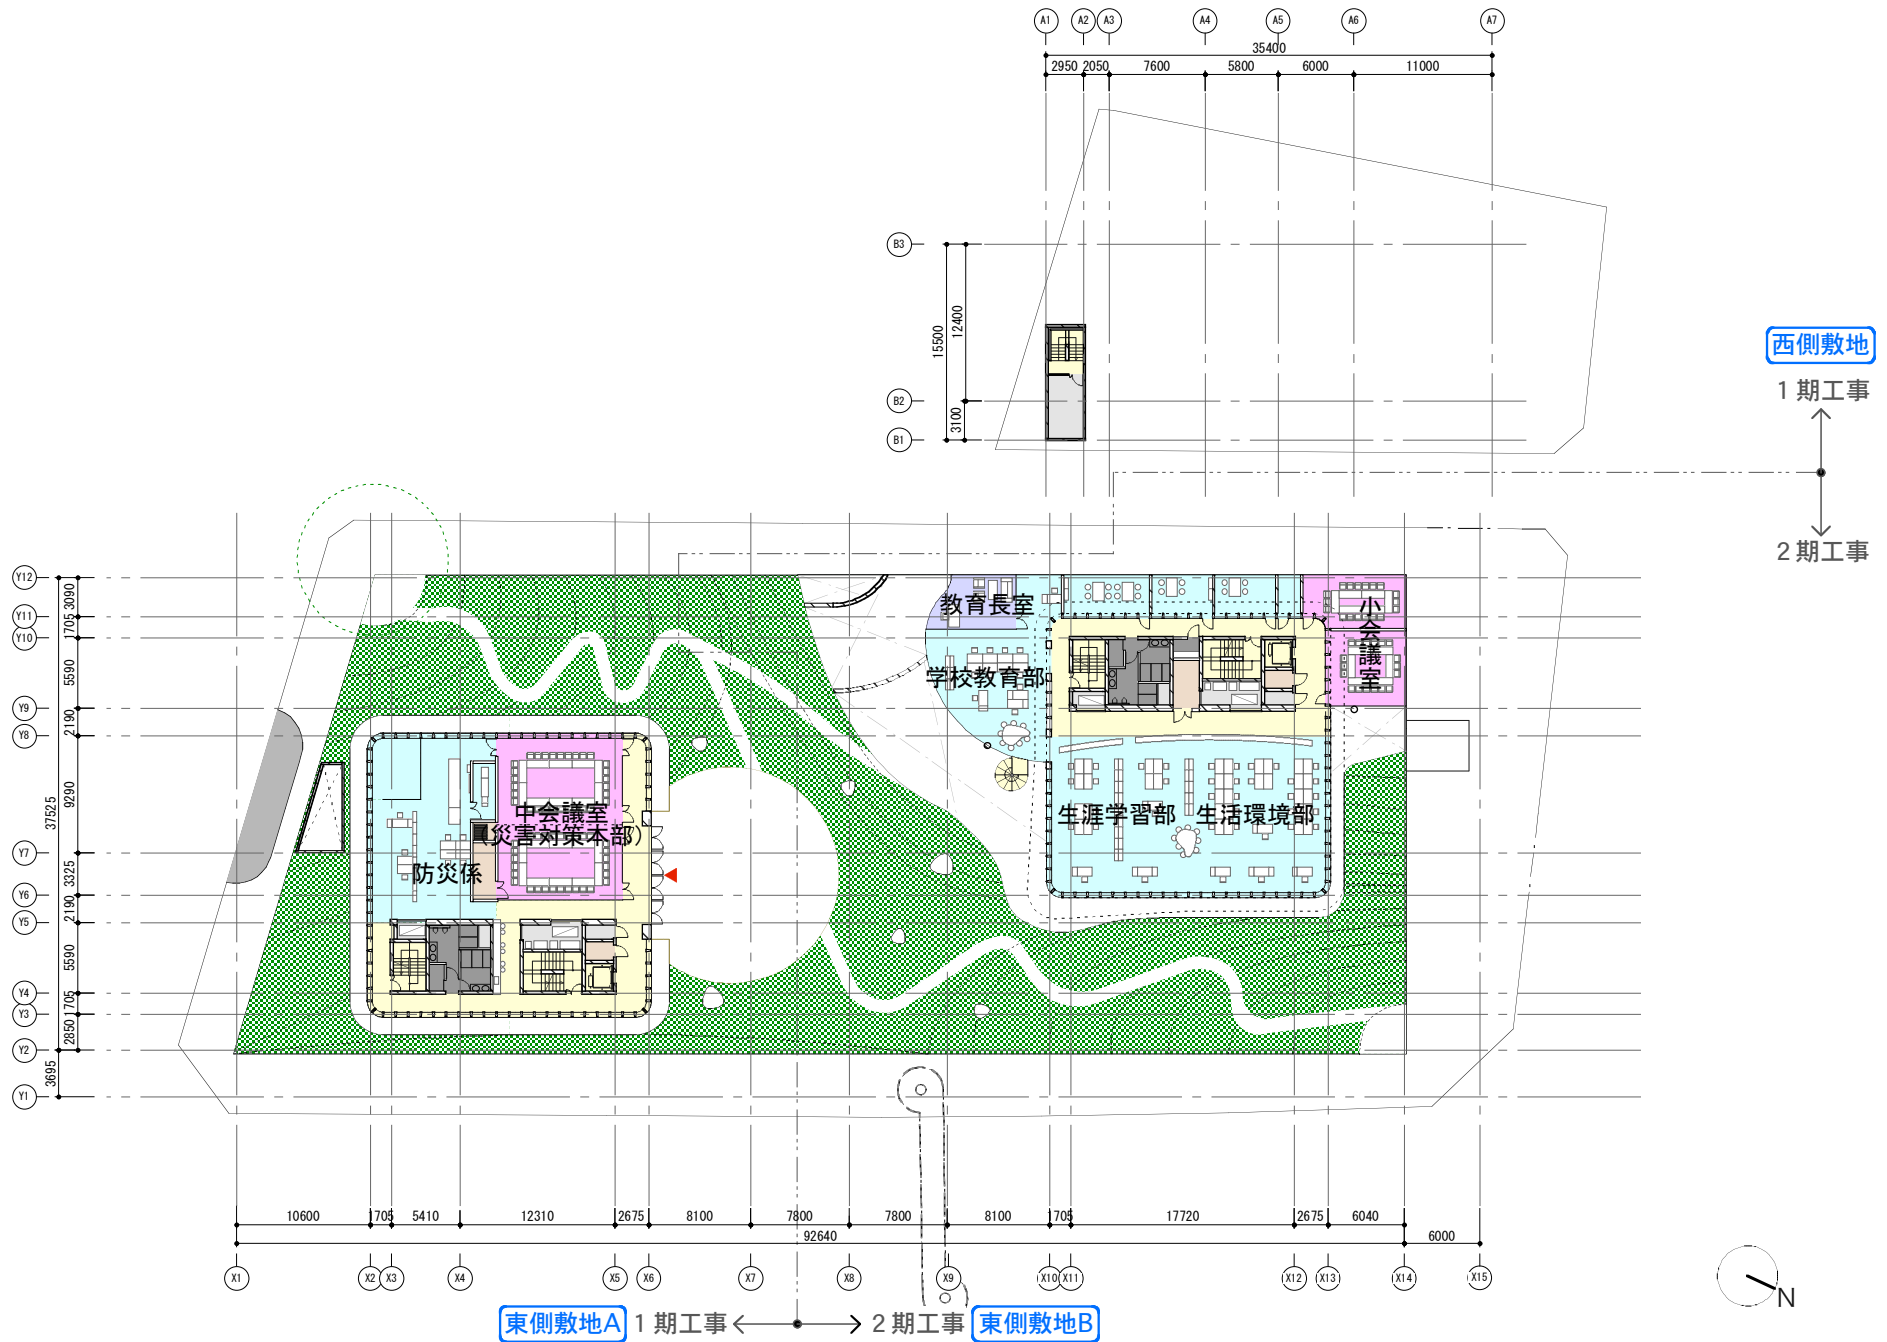 A1 A2 A3 A4 A5 A6 A7
35400
2950 2050 7600 5800 6000 11000
B3
12400
15500
B2
3100
B1
西側敷地
1期工事
2期工事
Y12
3090
Y11
1705
Y10
5590
Y9
2190
Y8
9290
37525
Y7
3325
Y6
2190
Y5
5590
Y4
1705
Y3
2850
Y2
3695
Y1
教育長室
小会議室
学校教育部
中会議室
(災害対策本部)
生涯学習部 生活環境部
防災係
10600 1705 5410 12310 2675 8100 7800 7800 8100 1705 17720 2675 6040
92640 6000
X1 X2 X3 X4 X5 X6 X7 X8 X9 X10 X11 X12 X13 X14 X15
N
東側敷地A 1期工事 2期工事 東側敷地B